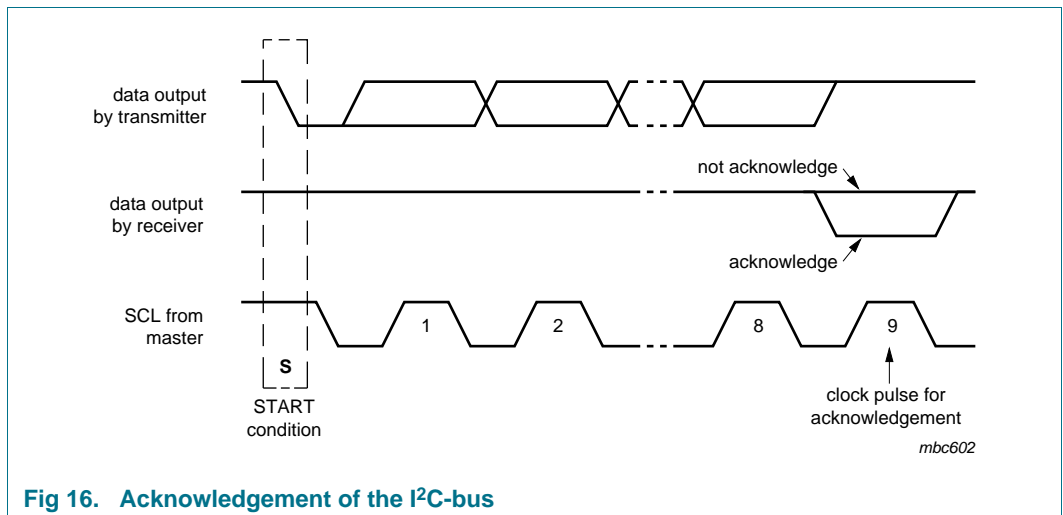 data output
by transmitter
not acknowledge
data output
by receiver
acknowledge
SCL from
master
1
2
8
9
S
START
condition
clock pulse for
acknowledgement
mbc602
Fig 16. Acknowledgement of the I²C-bus